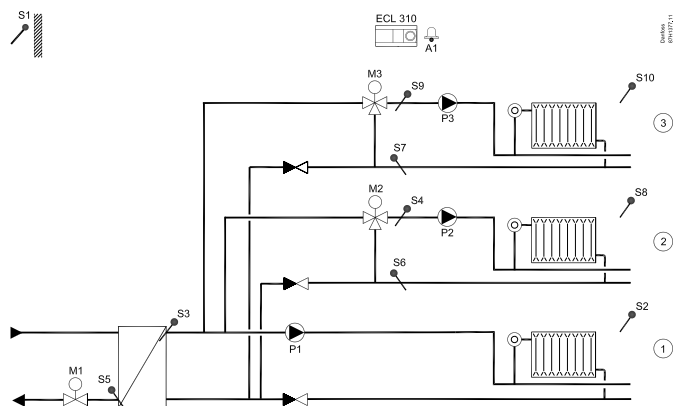 S1
ECL 310
A1
Danfoss
87H1377.11
M3
S9
S10
P3
3
S7
M2
S4
S8
P2
2
S6
S3
S2
P1
1
M1
S5